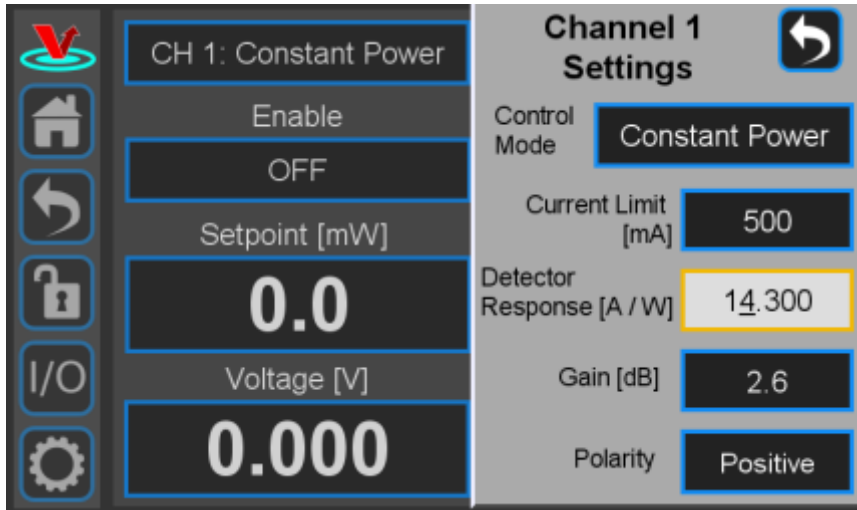 CH 1: Constant Power
Enable
OFF
Setpoint [mW]
0.0
Voltage [V]
0.000
I/O
Channel 1
Settings
Control
Mode
Constant Power
Current Limit
[mA]
500
Detector
Response [A / W]
14.300
Gain [dB]
2.6
Polarity
Positive